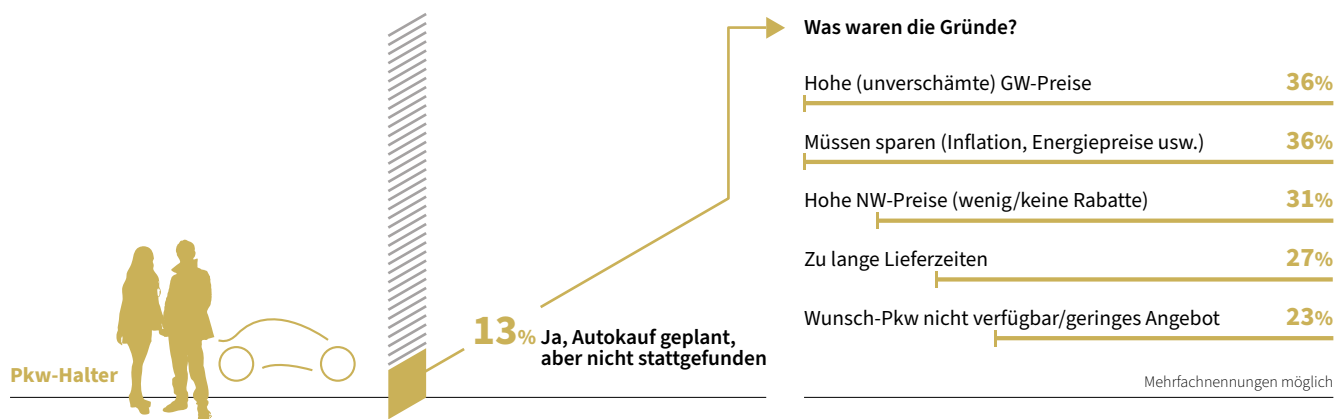 Was waren die Gründe?
Hohe (unverschämte) GW-Preise 36%
Müssen sparen (Inflation, Energiepreise usw.) 36%
Hohe NW-Preise (wenig/keine Rabatte) 31%
Zu lange Lieferzeiten 27%
Wunsch-Pkw nicht verfügbar/geringes Angebot 23%
Mehrfachnennungen möglich
13% Ja, Autokauf geplant,
aber nicht stattgefunden
Pkw-Halter